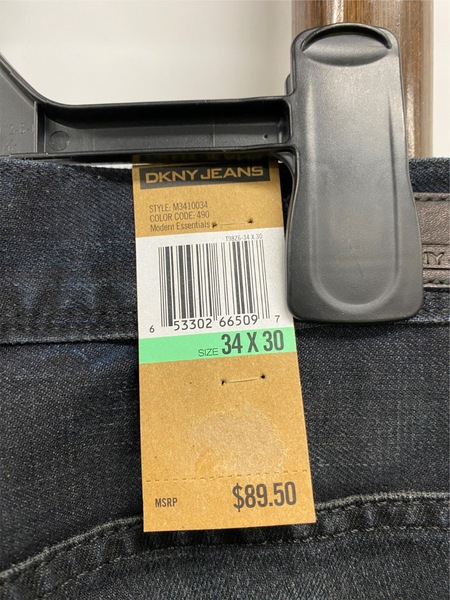 DKNY JEANS
STYLE: M3410034
COLOR CODE: 490
Modern Essentials
T9876-34 X 30
6 53302 66509 7
SIZE 34 X 30
MSRP $89.50